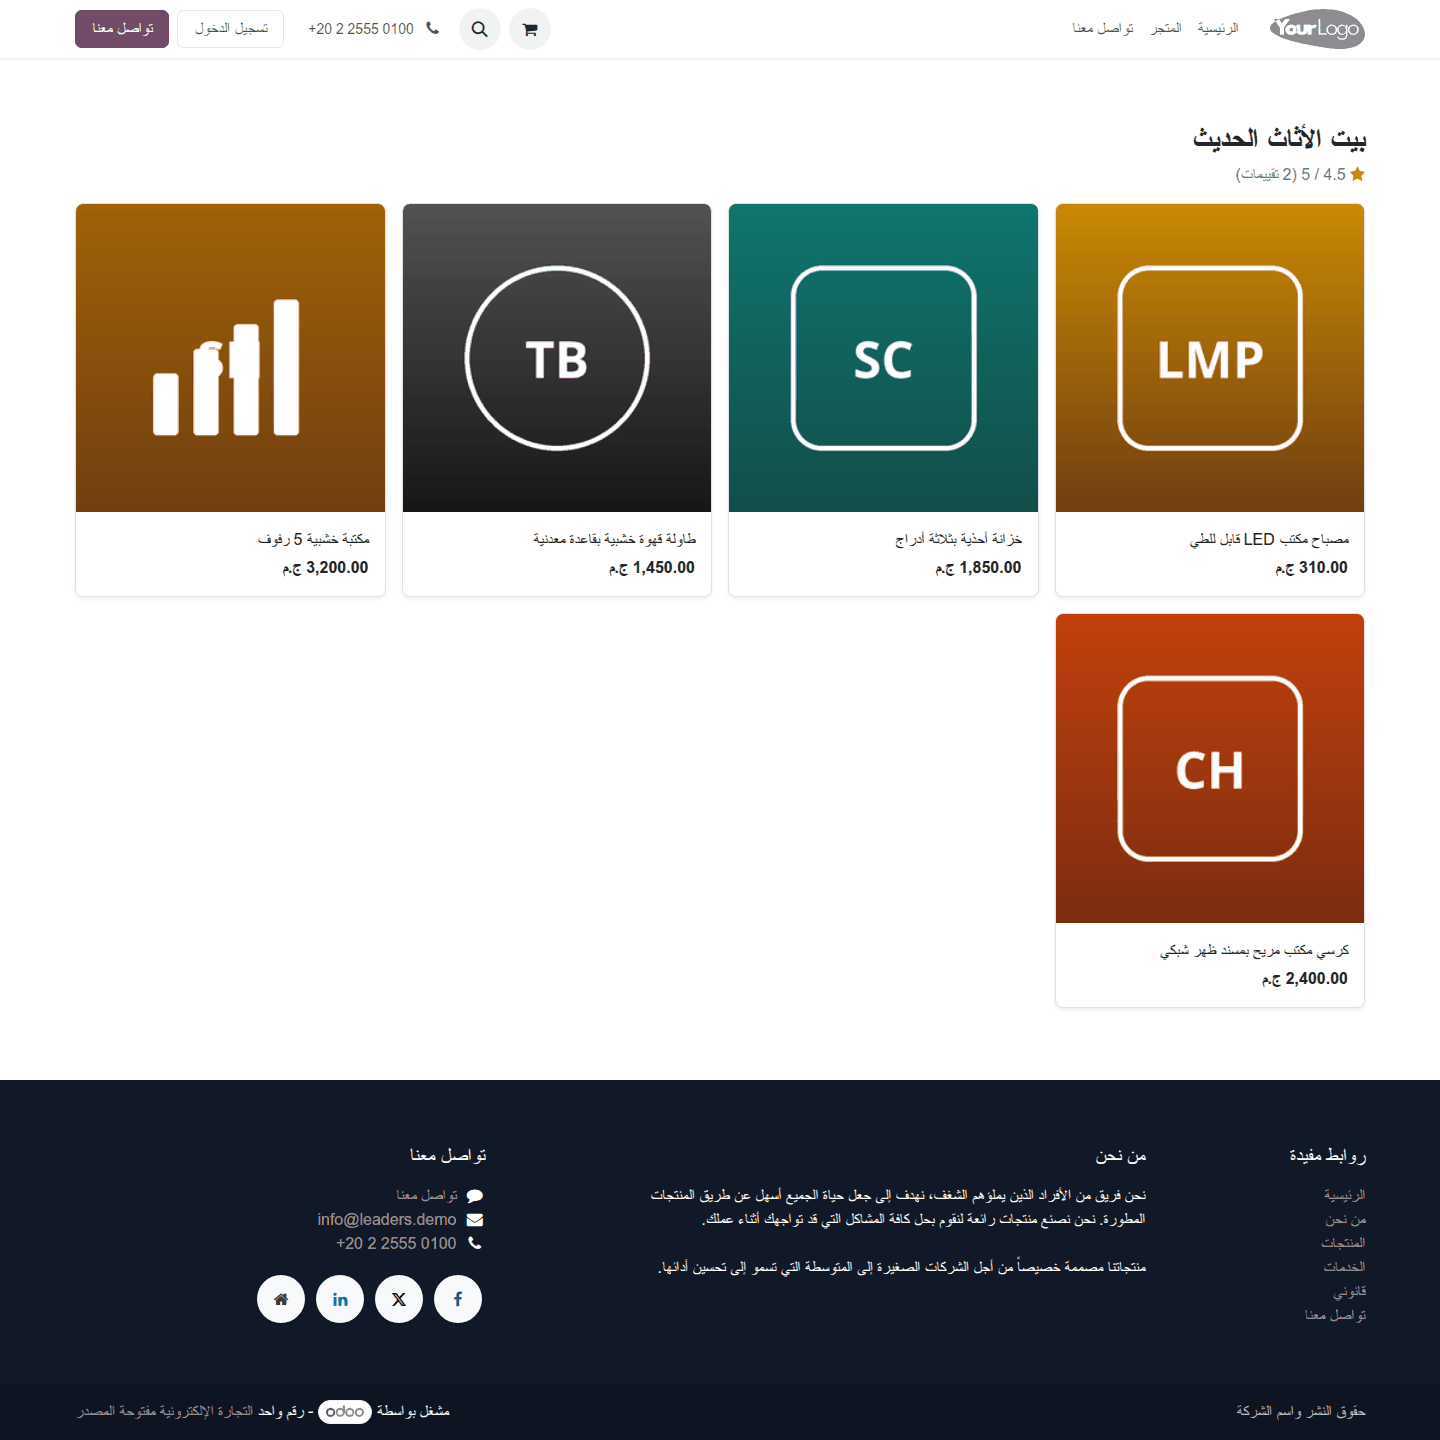 YourLogo
الرئيسية
المتجر
تواصل معنا
+20 2 2555 0100
تسجيل الدخول
تواصل معنا
بيت الأثاث الحديث
4.5 / 5 (2 تقييمات)
LMP
مصباح مكتب LED قابل للطي
310.00 ج.م
SC
خزانة أحذية بثلاثة أدراج
1,850.00 ج.م
TB
طاولة قهوة خشبية بقاعدة معدنية
1,450.00 ج.م
مكتبة خشبية 5 رفوف
3,200.00 ج.م
CH
كرسي مكتب مريح بمسند ظهر شبكي
2,400.00 ج.م
روابط مفيدة
الرئيسية
من نحن
المنتجات
الخدمات
قانوني
تواصل معنا
من نحن
نحن فريق من الأفراد الذين يملؤهم الشغف، نهدف إلى جعل حياة الجميع أسهل عن طريق المنتجات
المطورة. نحن نصنع منتجات رائعة لنقوم بحل كافة المشاكل التي قد تواجهك أثناء عملك.
منتجاتنا مصممة خصيصاً من أجل الشركات الصغيرة إلى المتوسطة التي تسمو إلى تحسين أدائها.
تواصل معنا
تواصل معنا
info@leaders.demo
+20 2 2555 0100
حقوق النشر واسم الشركة
مشغل بواسطة odoo - رقم واحد التجارة الإلكترونية مفتوحة المصدر